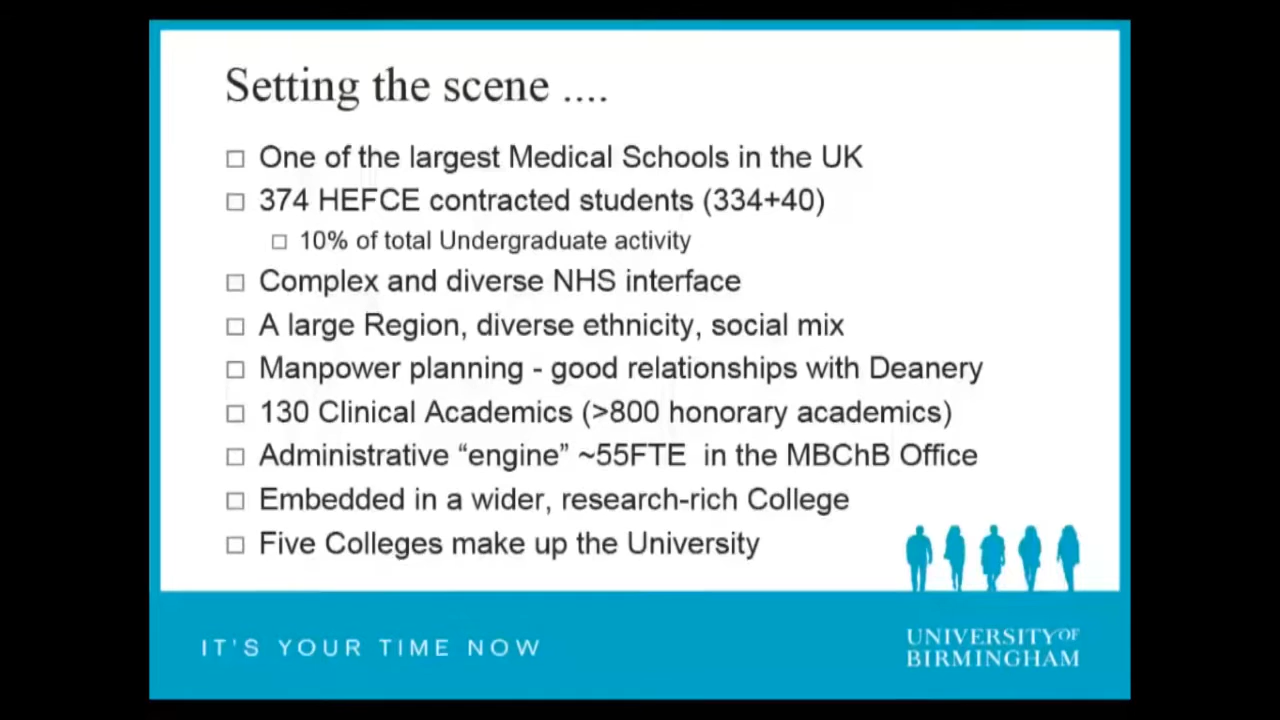 Setting the scene ....
One of the largest Medical Schools in the UK
374 HEFCE contracted students (334+40)
10% of total Undergraduate activity
Complex and diverse NHS interface
A large Region, diverse ethnicity, social mix
Manpower planning - good relationships with Deanery
130 Clinical Academics (>800 honorary academics)
Administrative “engine” ~55FTE  in the MBChB Office
Embedded in a wider, research-rich College
Five Colleges make up the University
IT'S YOUR TIME NOW
UNIVERSITY OF
BIRMINGHAM